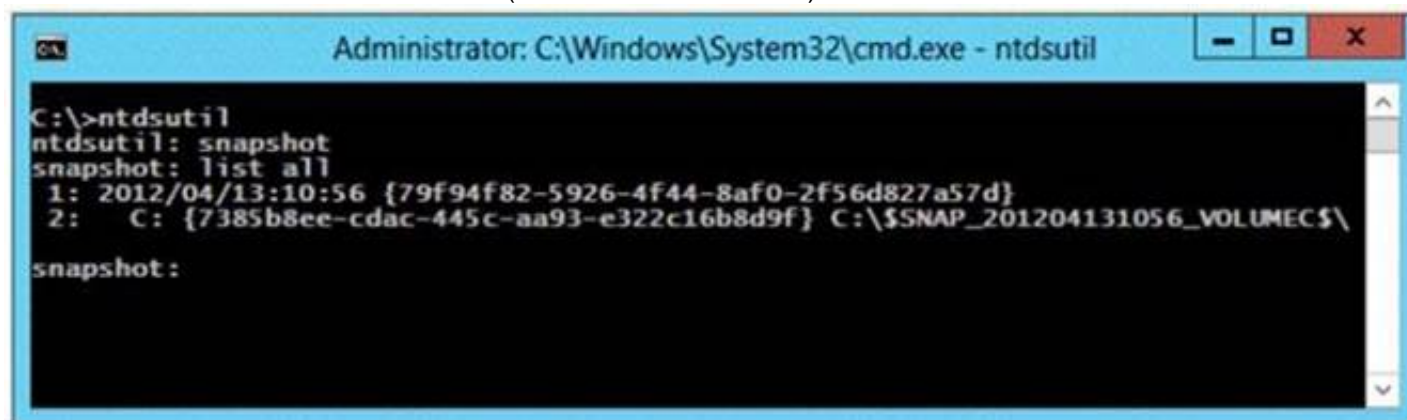 Administrator: C:\Windows\System32\cmd.exe - ntdsutil
C:\>ntdsutil
ntdsutil: snapshot
snapshot: list all
1: 2012/04/13:10:56 {79f94f82-5926-4f44-8af0-2f56d827a57d}
2: C: {7385b8ee-cdac-445c-aa93-e322c16b8d9f} C:\$SNAP_201204131056_VOLUMEC$\
snapshot: